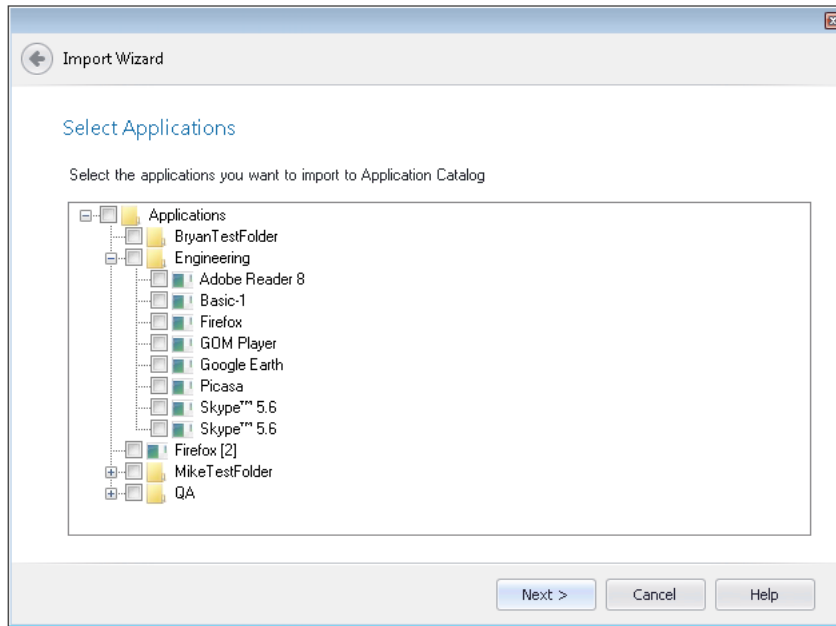 Import Wizard
Select Applications
Select the applications you want to import to Application Catalog
Applications
BryanTestFolder
Engineering
Adobe Reader 8
Basic-1
Firefox
GOM Player
Google Earth
Picasa
Skype™ 5.6
Skype™ 5.6
Firefox [2]
MikeTestFolder
QA
Next >
Cancel
Help